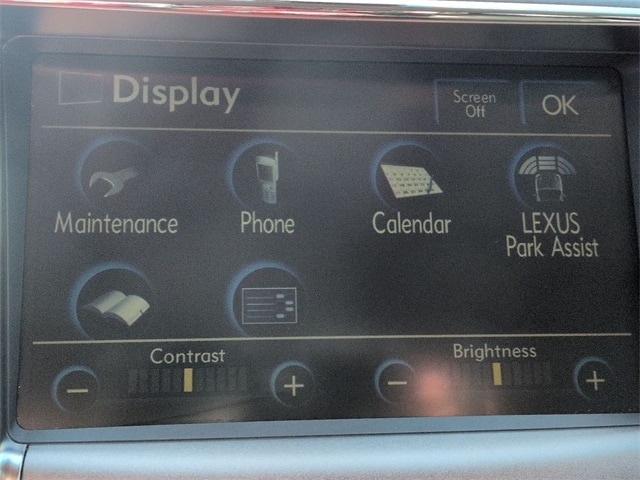 Display
Screen
Off
OK
Maintenance
Phone
Calendar
LEXUS
Park Assist
Contrast
Brightness
- +
- +